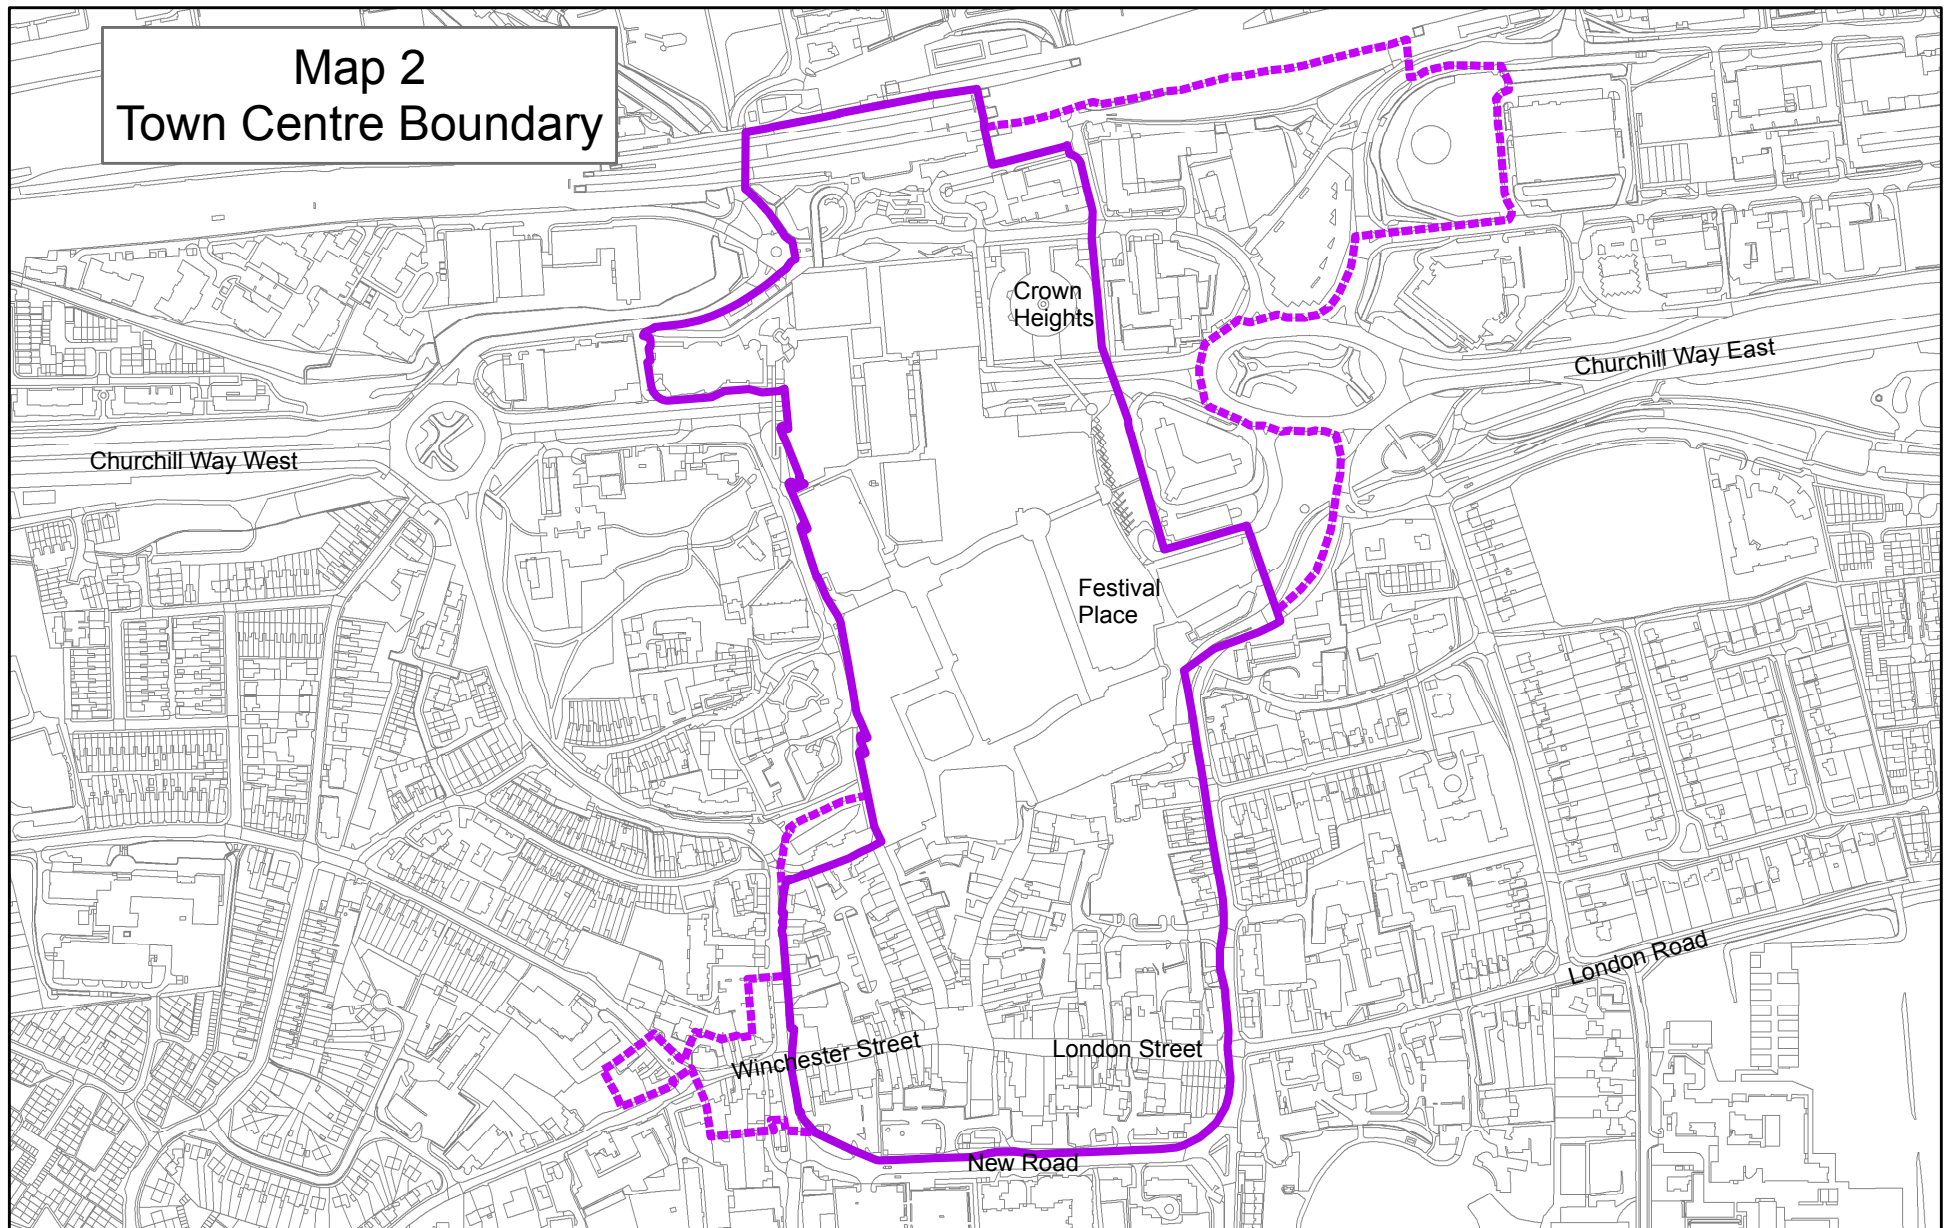 Map 2
Town Centre Boundary
Crown
Heights
Churchill Way East
Churchill Way West
Festival
Place
London Road
Winchester Street
London Street
New Road